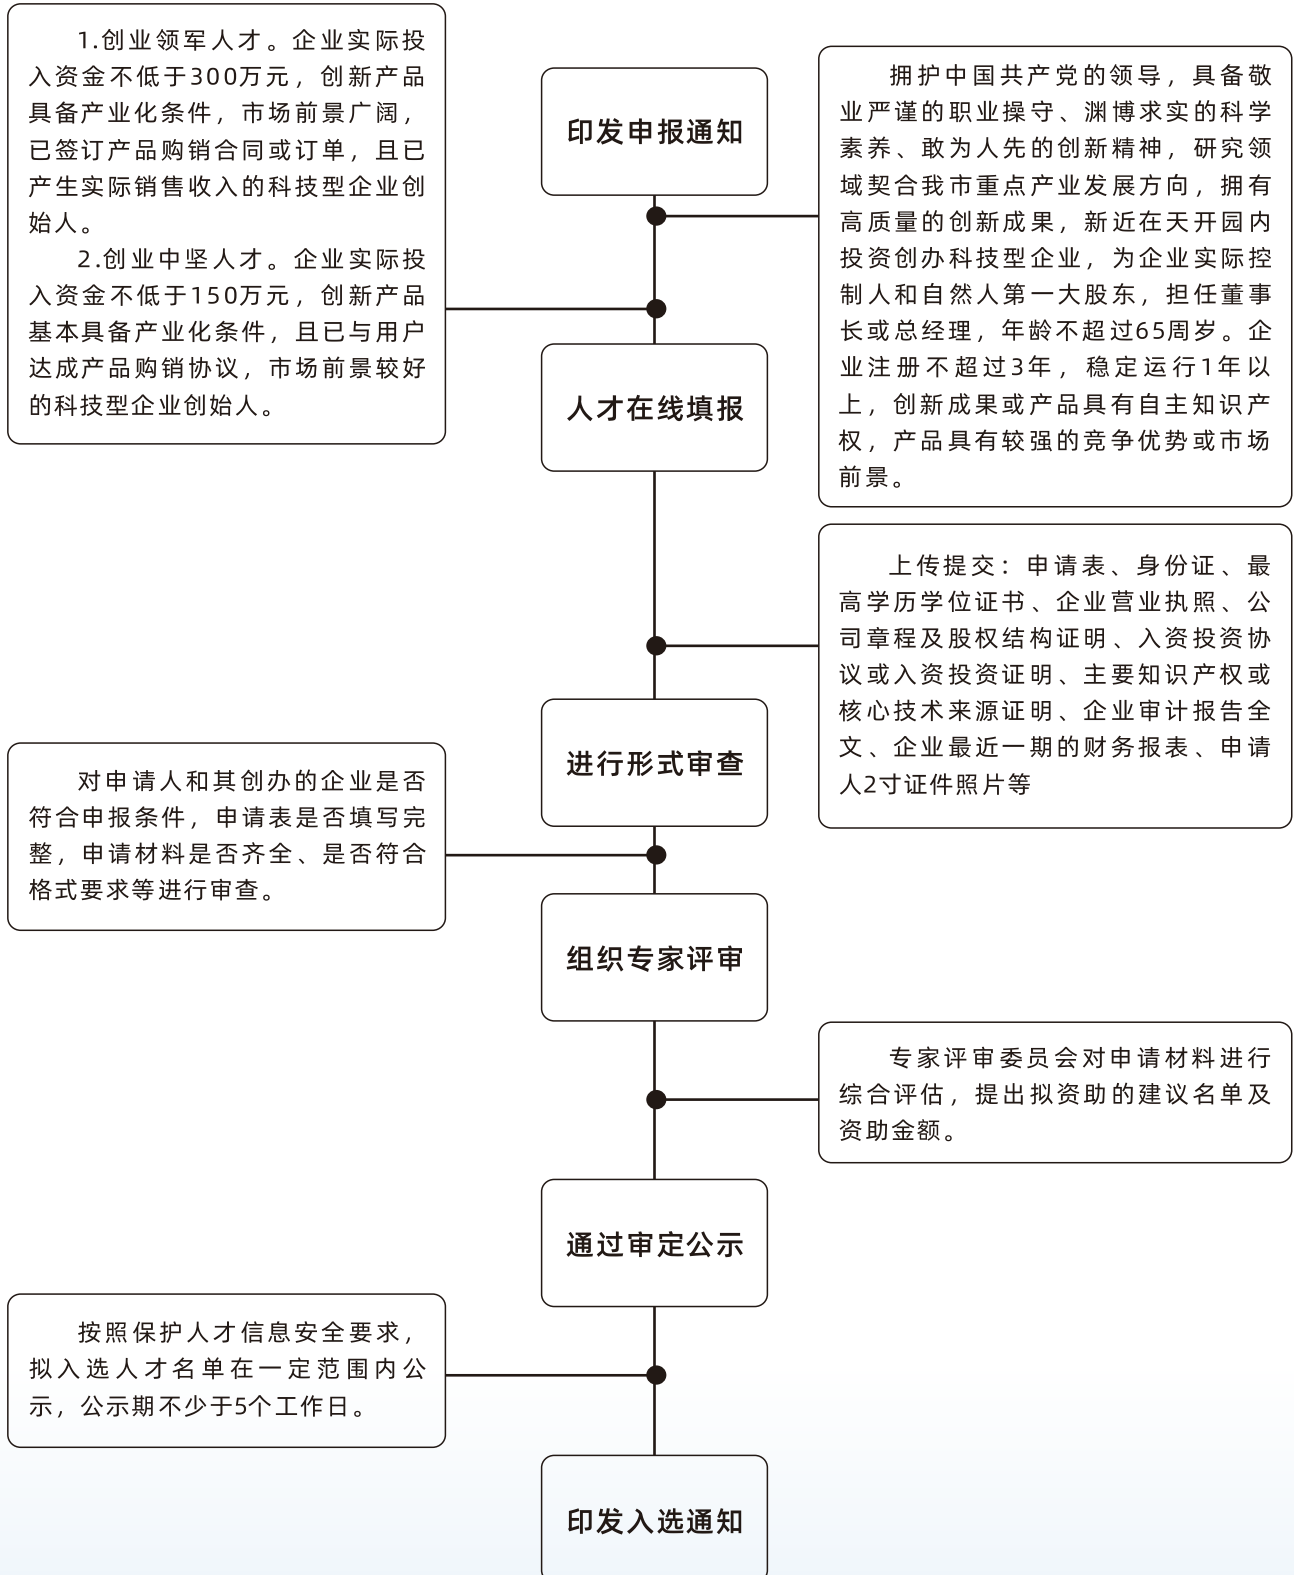 印发申报通知
拥护中国共产党的领导，具备敬
业严谨的职业操守、渊博求实的科学
素养、敢为人先的创新精神，研究领
域契合我市重点产业发展方向，拥有
高质量的创新成果，新近在天开园内
投资创办科技型企业，为企业实际控
制人和自然人第一大股东，担任董事
长或总经理，年龄不超过65周岁。企
业注册不超过3年，稳定运行1年以
上，创新成果或产品具有自主知识产
权，产品具有较强的竞争优势或市场
前景。
1.创业领军人才。企业实际投
入资金不低于300万元，创新产品
具备产业化条件，市场前景广阔，
已签订产品购销合同或订单，且已
产生实际销售收入的科技型企业创
始人。
2.创业中坚人才。企业实际投
入资金不低于150万元，创新产品
基本具备产业化条件，且已与用户
达成产品购销协议，市场前景较好
的科技型企业创始人。
人才在线填报
上传提交：申请表、身份证、最
高学历学位证书、企业营业执照、公
司章程及股权结构证明、入资投资协
议或入资投资证明、主要知识产权或
核心技术来源证明、企业审计报告全
文、企业最近一期的财务报表、申请
人2寸证件照片等
进行形式审查
对申请人和其创办的企业是否
符合申报条件，申请表是否填写完
整，申请材料是否齐全、是否符合
格式要求等进行审查。
组织专家评审
专家评审委员会对申请材料进行
综合评估，提出拟资助的建议名单及
资助金额。
通过审定公示
按照保护人才信息安全要求，
拟入选人才名单在一定范围内公
示，公示期不少于5个工作日。
印发入选通知